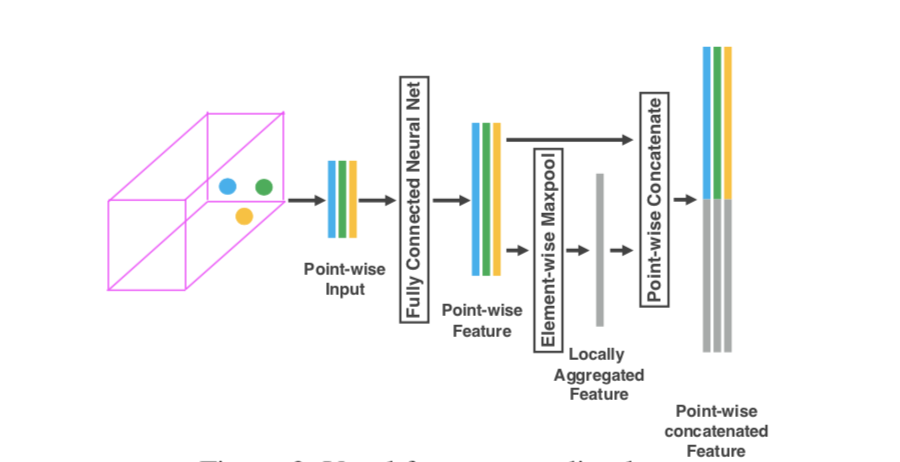 Fully Connected Neural Net
Element-wise Maxpool
Point-wise Concatenate
Point-wise
Input
Point-wise
Feature
Locally
Aggregated
Feature
Point-wise
concatenated
Feature